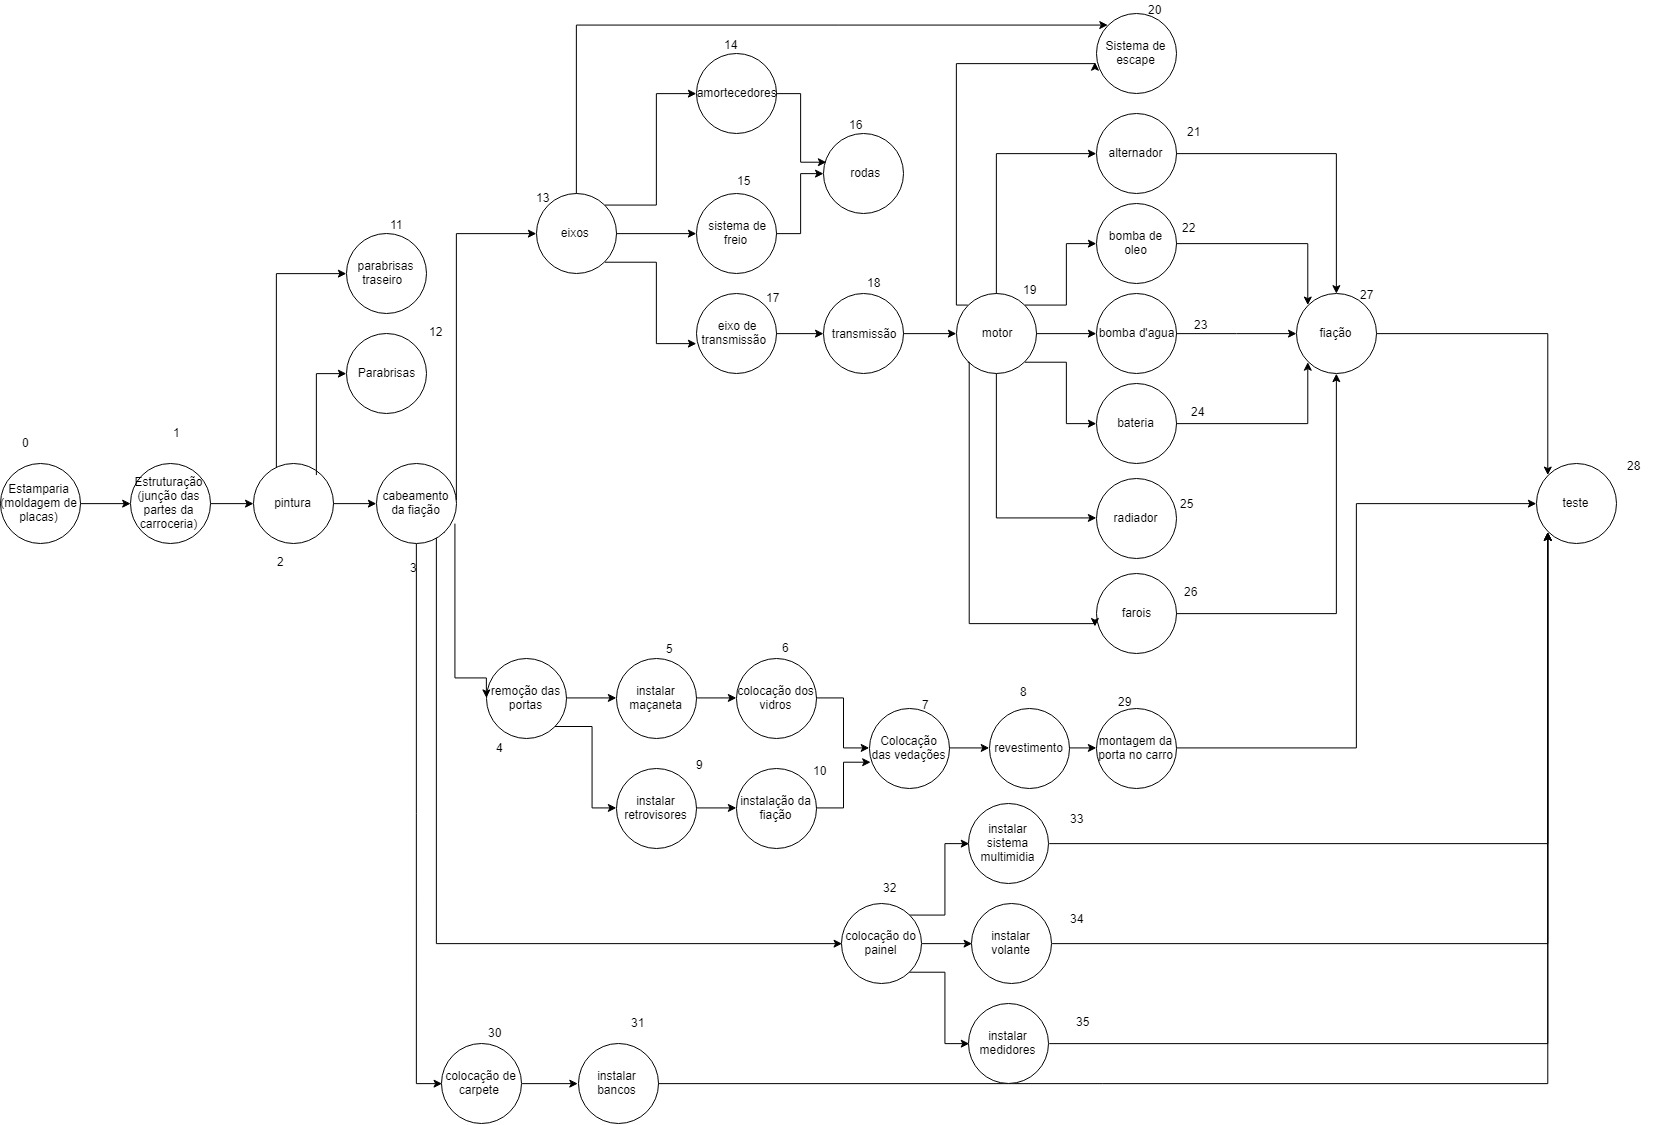 20
Sistema de
escape
14
amortecedores
21
alternador
16
rodas
15
sistema de
freio
13
eixos
11
parabrisas
traseiro
22
bomba de
oleo
17
eixo de
transmissão
18
transmissão
19
motor
23
bomba d'agua
27
fiação
12
Parabrisas
24
bateria
0
Estamparia
(moldagem de
placas)
1
Estruturação
(junção das
partes da
carroceria)
pintura
2
cabeamento
da fiação
3
25
radiador
28
teste
26
farois
remoção das
portas
4
5
instalar
maçaneta
6
colocação dos
vidros
7
Colocação
das vedações
8
revestimento
29
montagem da
porta no carro
9
instalar
retrovisores
10
instalação da
fiação
33
instalar
sistema
multimidia
32
colocação do
painel
34
instalar
volante
35
instalar
medidores
30
colocação de
carpete
31
instalar
bancos